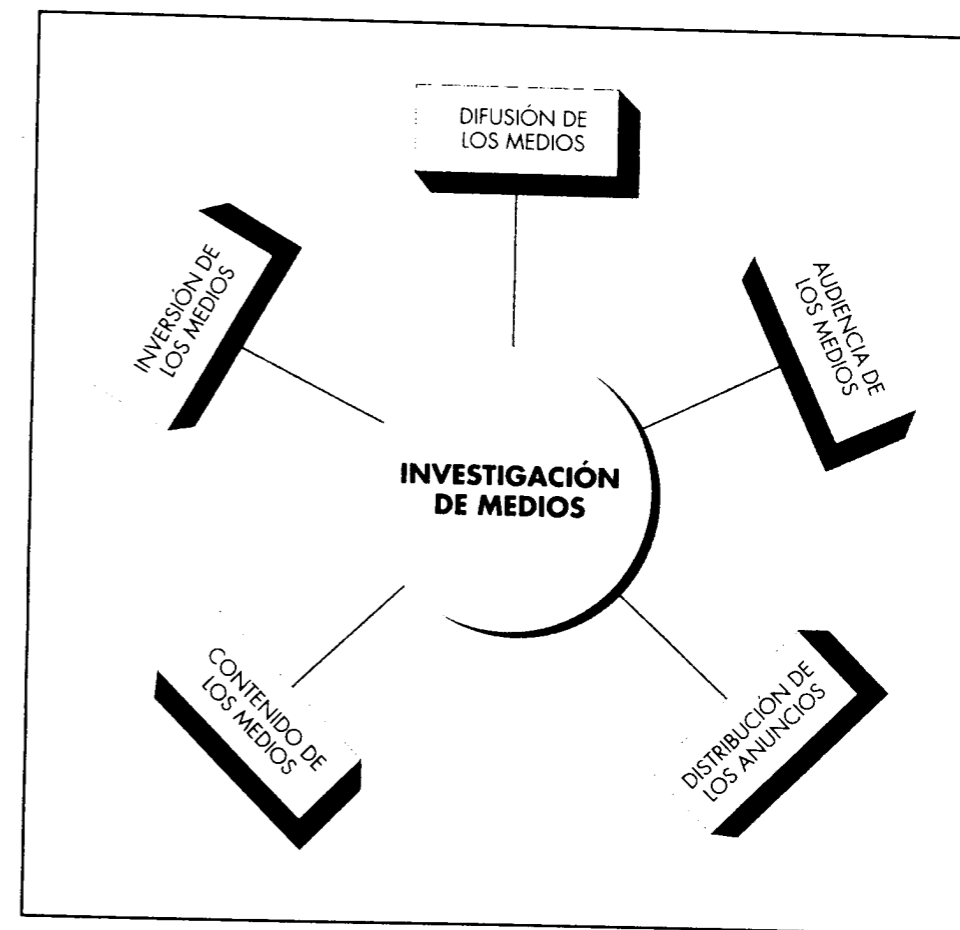 DIFUSIÓN DE
LOS MEDIOS
AUDIENCIA DE
LOS MEDIOS
INVERSIÓN DE
LOS MEDIOS
INVESTIGACIÓN
DE MEDIOS
CONTENIDO DE
LOS MEDIOS
DISTRIBUCIÓN DE
LOS ANUNCIOS